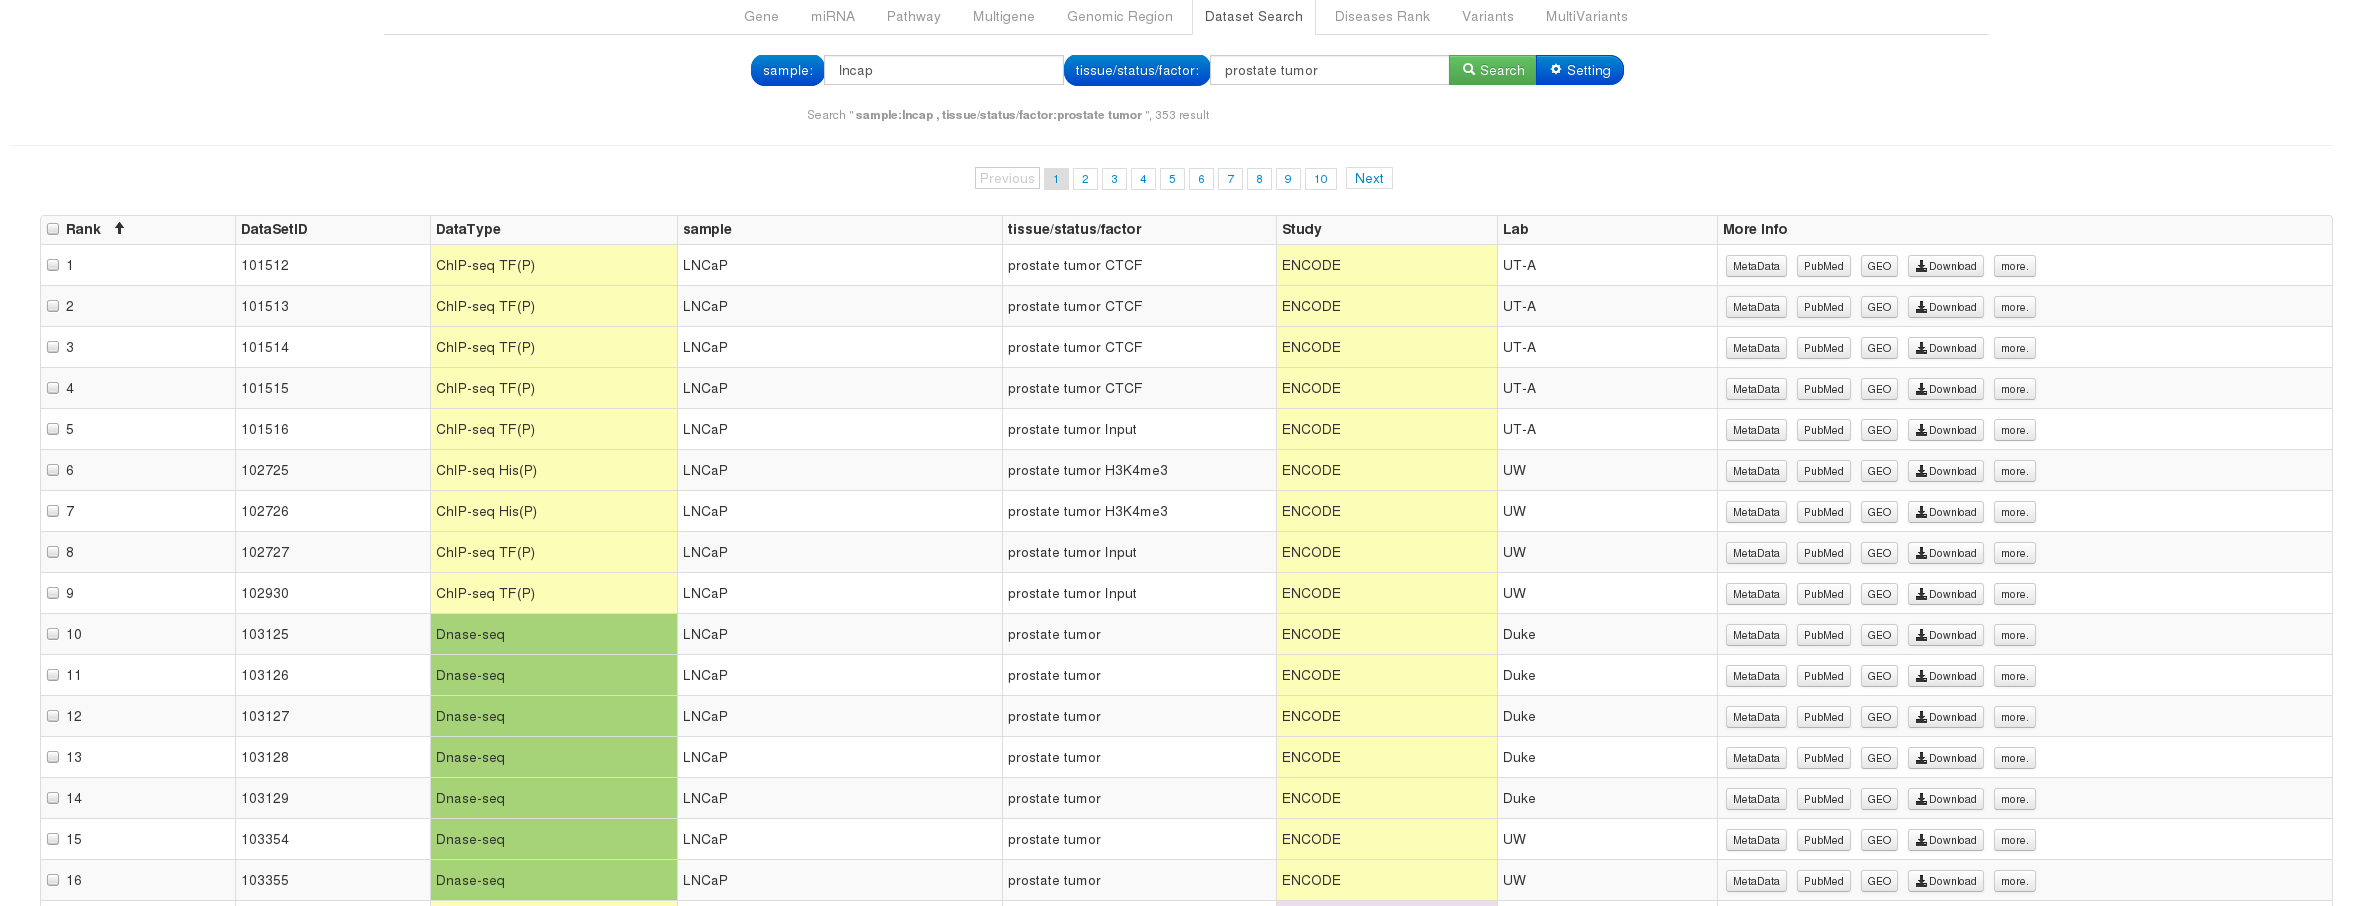 Gene miRNA Pathway Multigene Genomic Region Dataset Search Diseases Rank Variants MultiVariants
sample: lncap tissue/status/factor: prostate tumor Search Setting
Search " sample:lncap , tissue/status/factor:prostate tumor ", 353 result
Previous 1 2 3 4 5 6 7 8 9 10 Next
Rank DataSetID DataType sample tissue/status/factor Study Lab More Info
1 101512 ChIP-seq TF(P) LNCaP prostate tumor CTCF ENCODE UT-A MetaData PubMed GEO Download more.
2 101513 ChIP-seq TF(P) LNCaP prostate tumor CTCF ENCODE UT-A MetaData PubMed GEO Download more.
3 101514 ChIP-seq TF(P) LNCaP prostate tumor CTCF ENCODE UT-A MetaData PubMed GEO Download more.
4 101515 ChIP-seq TF(P) LNCaP prostate tumor CTCF ENCODE UT-A MetaData PubMed GEO Download more.
5 101516 ChIP-seq TF(P) LNCaP prostate tumor Input ENCODE UT-A MetaData PubMed GEO Download more.
6 102725 ChIP-seq His(P) LNCaP prostate tumor H3K4me3 ENCODE UW MetaData PubMed GEO Download more.
7 102726 ChIP-seq His(P) LNCaP prostate tumor H3K4me3 ENCODE UW MetaData PubMed GEO Download more.
8 102727 ChIP-seq TF(P) LNCaP prostate tumor Input ENCODE UW MetaData PubMed GEO Download more.
9 102930 ChIP-seq TF(P) LNCaP prostate tumor Input ENCODE UW MetaData PubMed GEO Download more.
10 103125 Dnase-seq LNCaP prostate tumor ENCODE Duke MetaData PubMed GEO Download more.
11 103126 Dnase-seq LNCaP prostate tumor ENCODE Duke MetaData PubMed GEO Download more.
12 103127 Dnase-seq LNCaP prostate tumor ENCODE Duke MetaData PubMed GEO Download more.
13 103128 Dnase-seq LNCaP prostate tumor ENCODE Duke MetaData PubMed GEO Download more.
14 103129 Dnase-seq LNCaP prostate tumor ENCODE Duke MetaData PubMed GEO Download more.
15 103354 Dnase-seq LNCaP prostate tumor ENCODE UW MetaData PubMed GEO Download more.
16 103355 Dnase-seq LNCaP prostate tumor ENCODE UW MetaData PubMed GEO Download more.